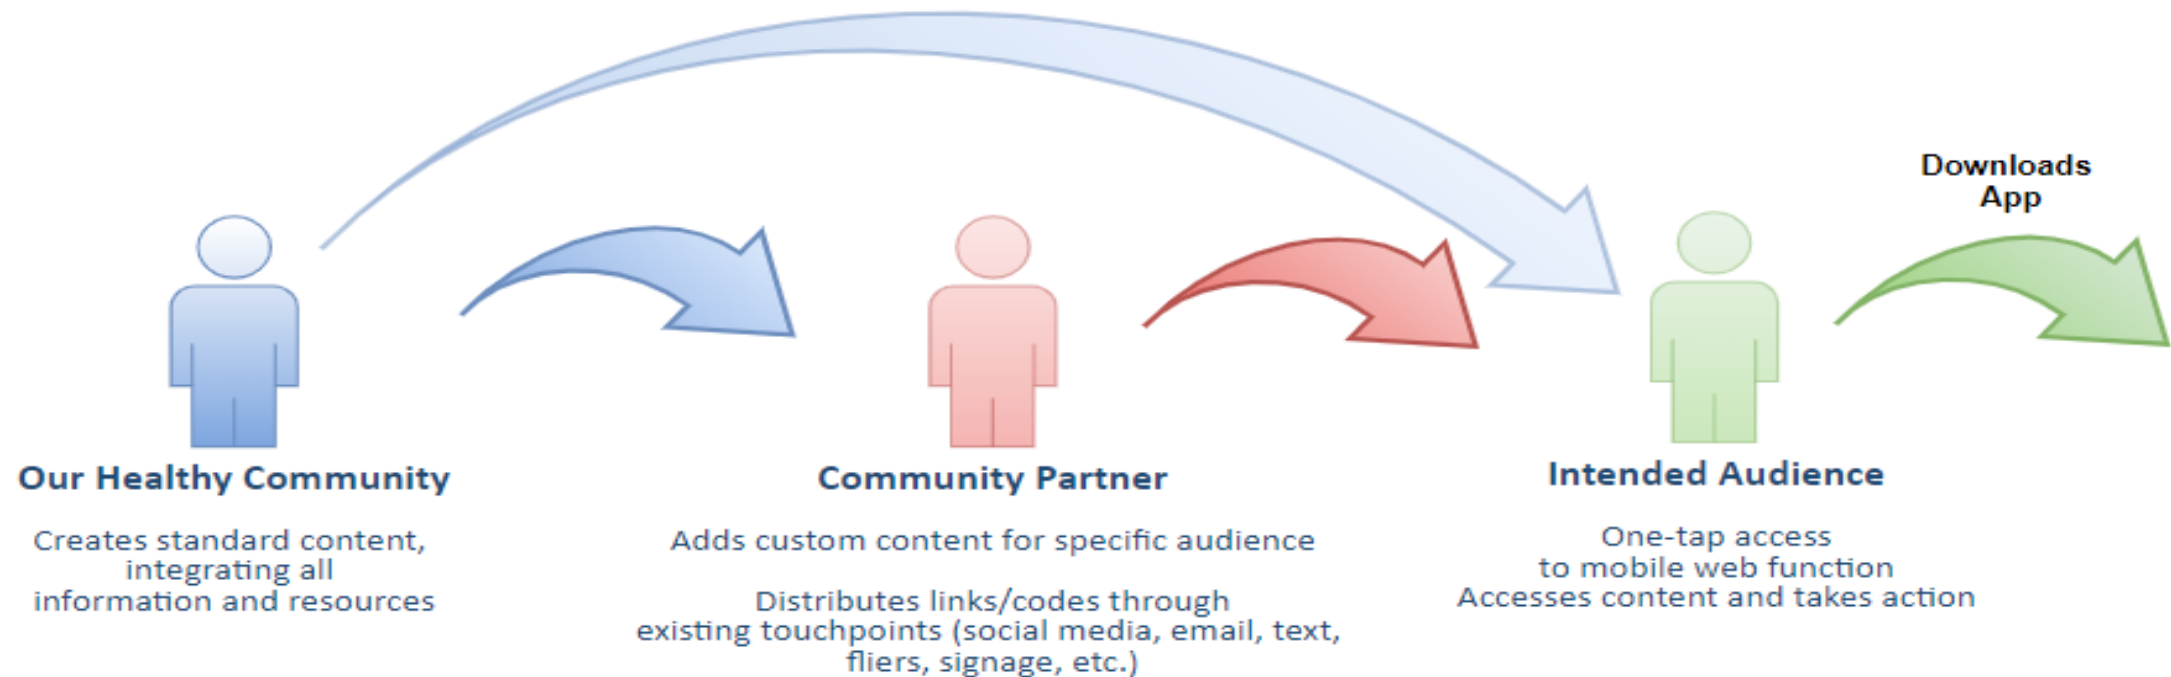 Downloads
App
Our Healthy Community
Creates standard content,
integrating all
information and resources
Community Partner
Adds custom content for specific audience
Distributes links/codes through
existing touchpoints (social media, email, text,
fliers, signage, etc.)
Intended Audience
One-tap access
to mobile web function
Accesses content and takes action